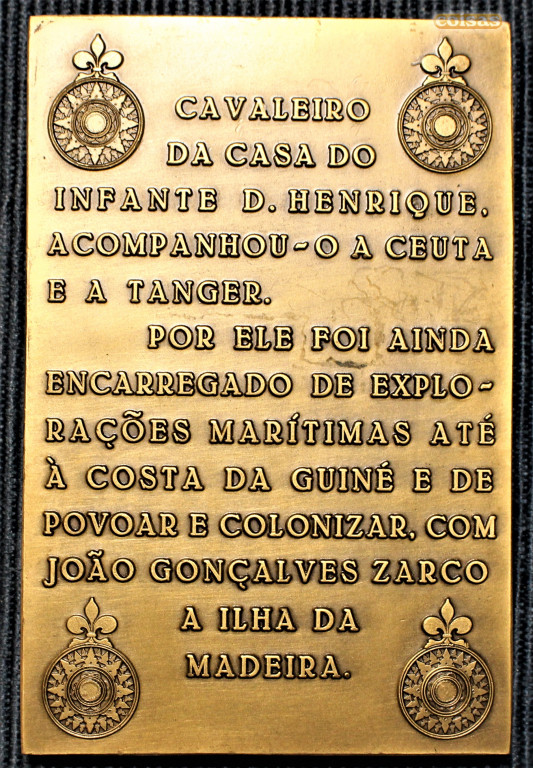 coisas
CAVALEIRO
DA CASA DO
INFANTE D. HENRIQUE,
ACOMPANHOU-O A CEUTA
E A TANGER.
POR ELE FOI AINDA
ENCARREGADO DE EXPLO-
RAÇÕES MARÍTIMAS ATÉ
À COSTA DA GUINÉ E DE
POVOAR E COLONIZAR, COM
JOÃO GONÇALVES ZARCO
A ILHA DA
MADEIRA.